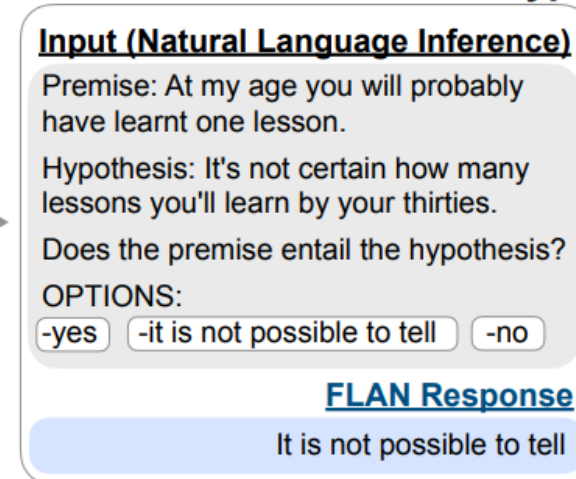 Input (Natural Language Inference)
Premise: At my age you will probably
have learnt one lesson.
Hypothesis: It's not certain how many
lessons you'll learn by your thirties.
Does the premise entail the hypothesis?
OPTIONS:
-yes -it is not possible to tell -no
FLAN Response
It is not possible to tell